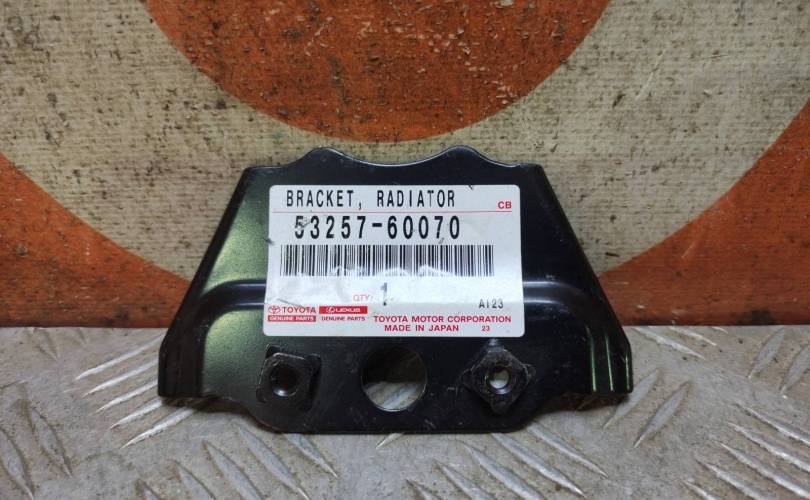 BRACKET, RADIATOR
CB
53257-60070
QTY: 1
A123
TOYOTA LEXUS
GENUINE PARTS GENUINE PARTS
TOYOTA MOTOR CORPORATION
MADE IN JAPAN 23